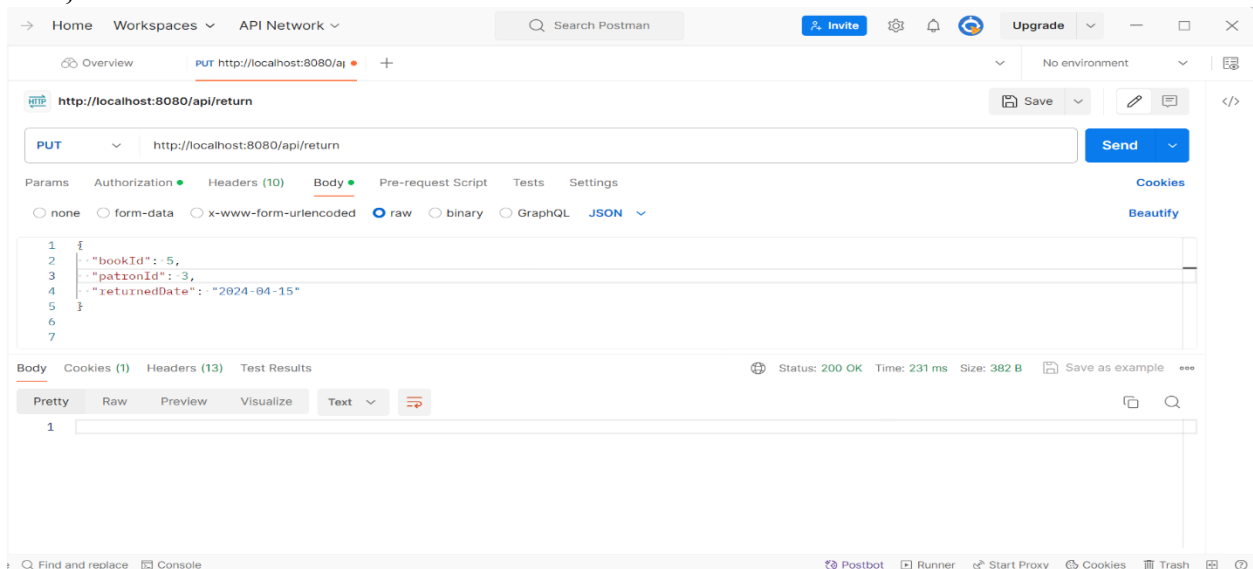 Home Workspaces API Network Search Postman Invite Upgrade
Overview PUT http://localhost:8080/ap No environment
HTTP http://localhost:8080/api/return Save
PUT http://localhost:8080/api/return Send
Params Authorization Headers (10) Body Pre-request Script Tests Settings Cookies
none form-data x-www-form-urlencoded raw binary GraphQL JSON Beautify
1 {
2 "bookId": 5,
3 "patronId": 3,
4 "returnedDate": "2024-04-15"
5 }
6
7
Body Cookies (1) Headers (13) Test Results Status: 200 OK Time: 231 ms Size: 382 B Save as example
Pretty Raw Preview Visualize Text
1
Find and replace Console Postbot Runner Start Proxy Cookies Trash